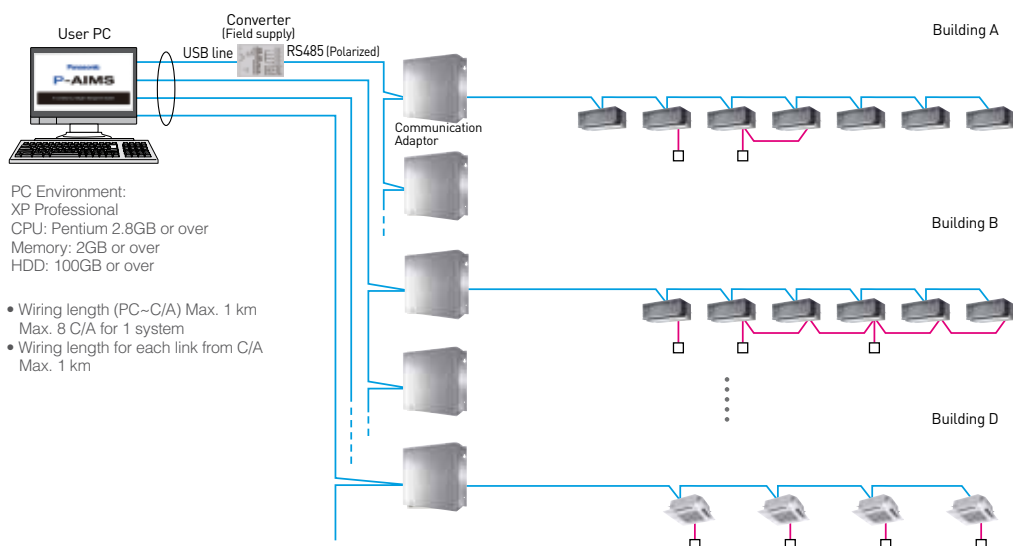 User PC
Converter
(Field supply)
USB line
RS485 (Polarized)
Building A
Panasonic
P-AIMS
Communication
Adaptor
PC Environment:
XP Professional
CPU: Pentium 2.8GB or over
Memory: 2GB or over
HDD: 100GB or over
Building B
• Wiring length (PC~C/A) Max. 1 km
Max. 8 C/A for 1 system
• Wiring length for each link from C/A
Max. 1 km
Building D